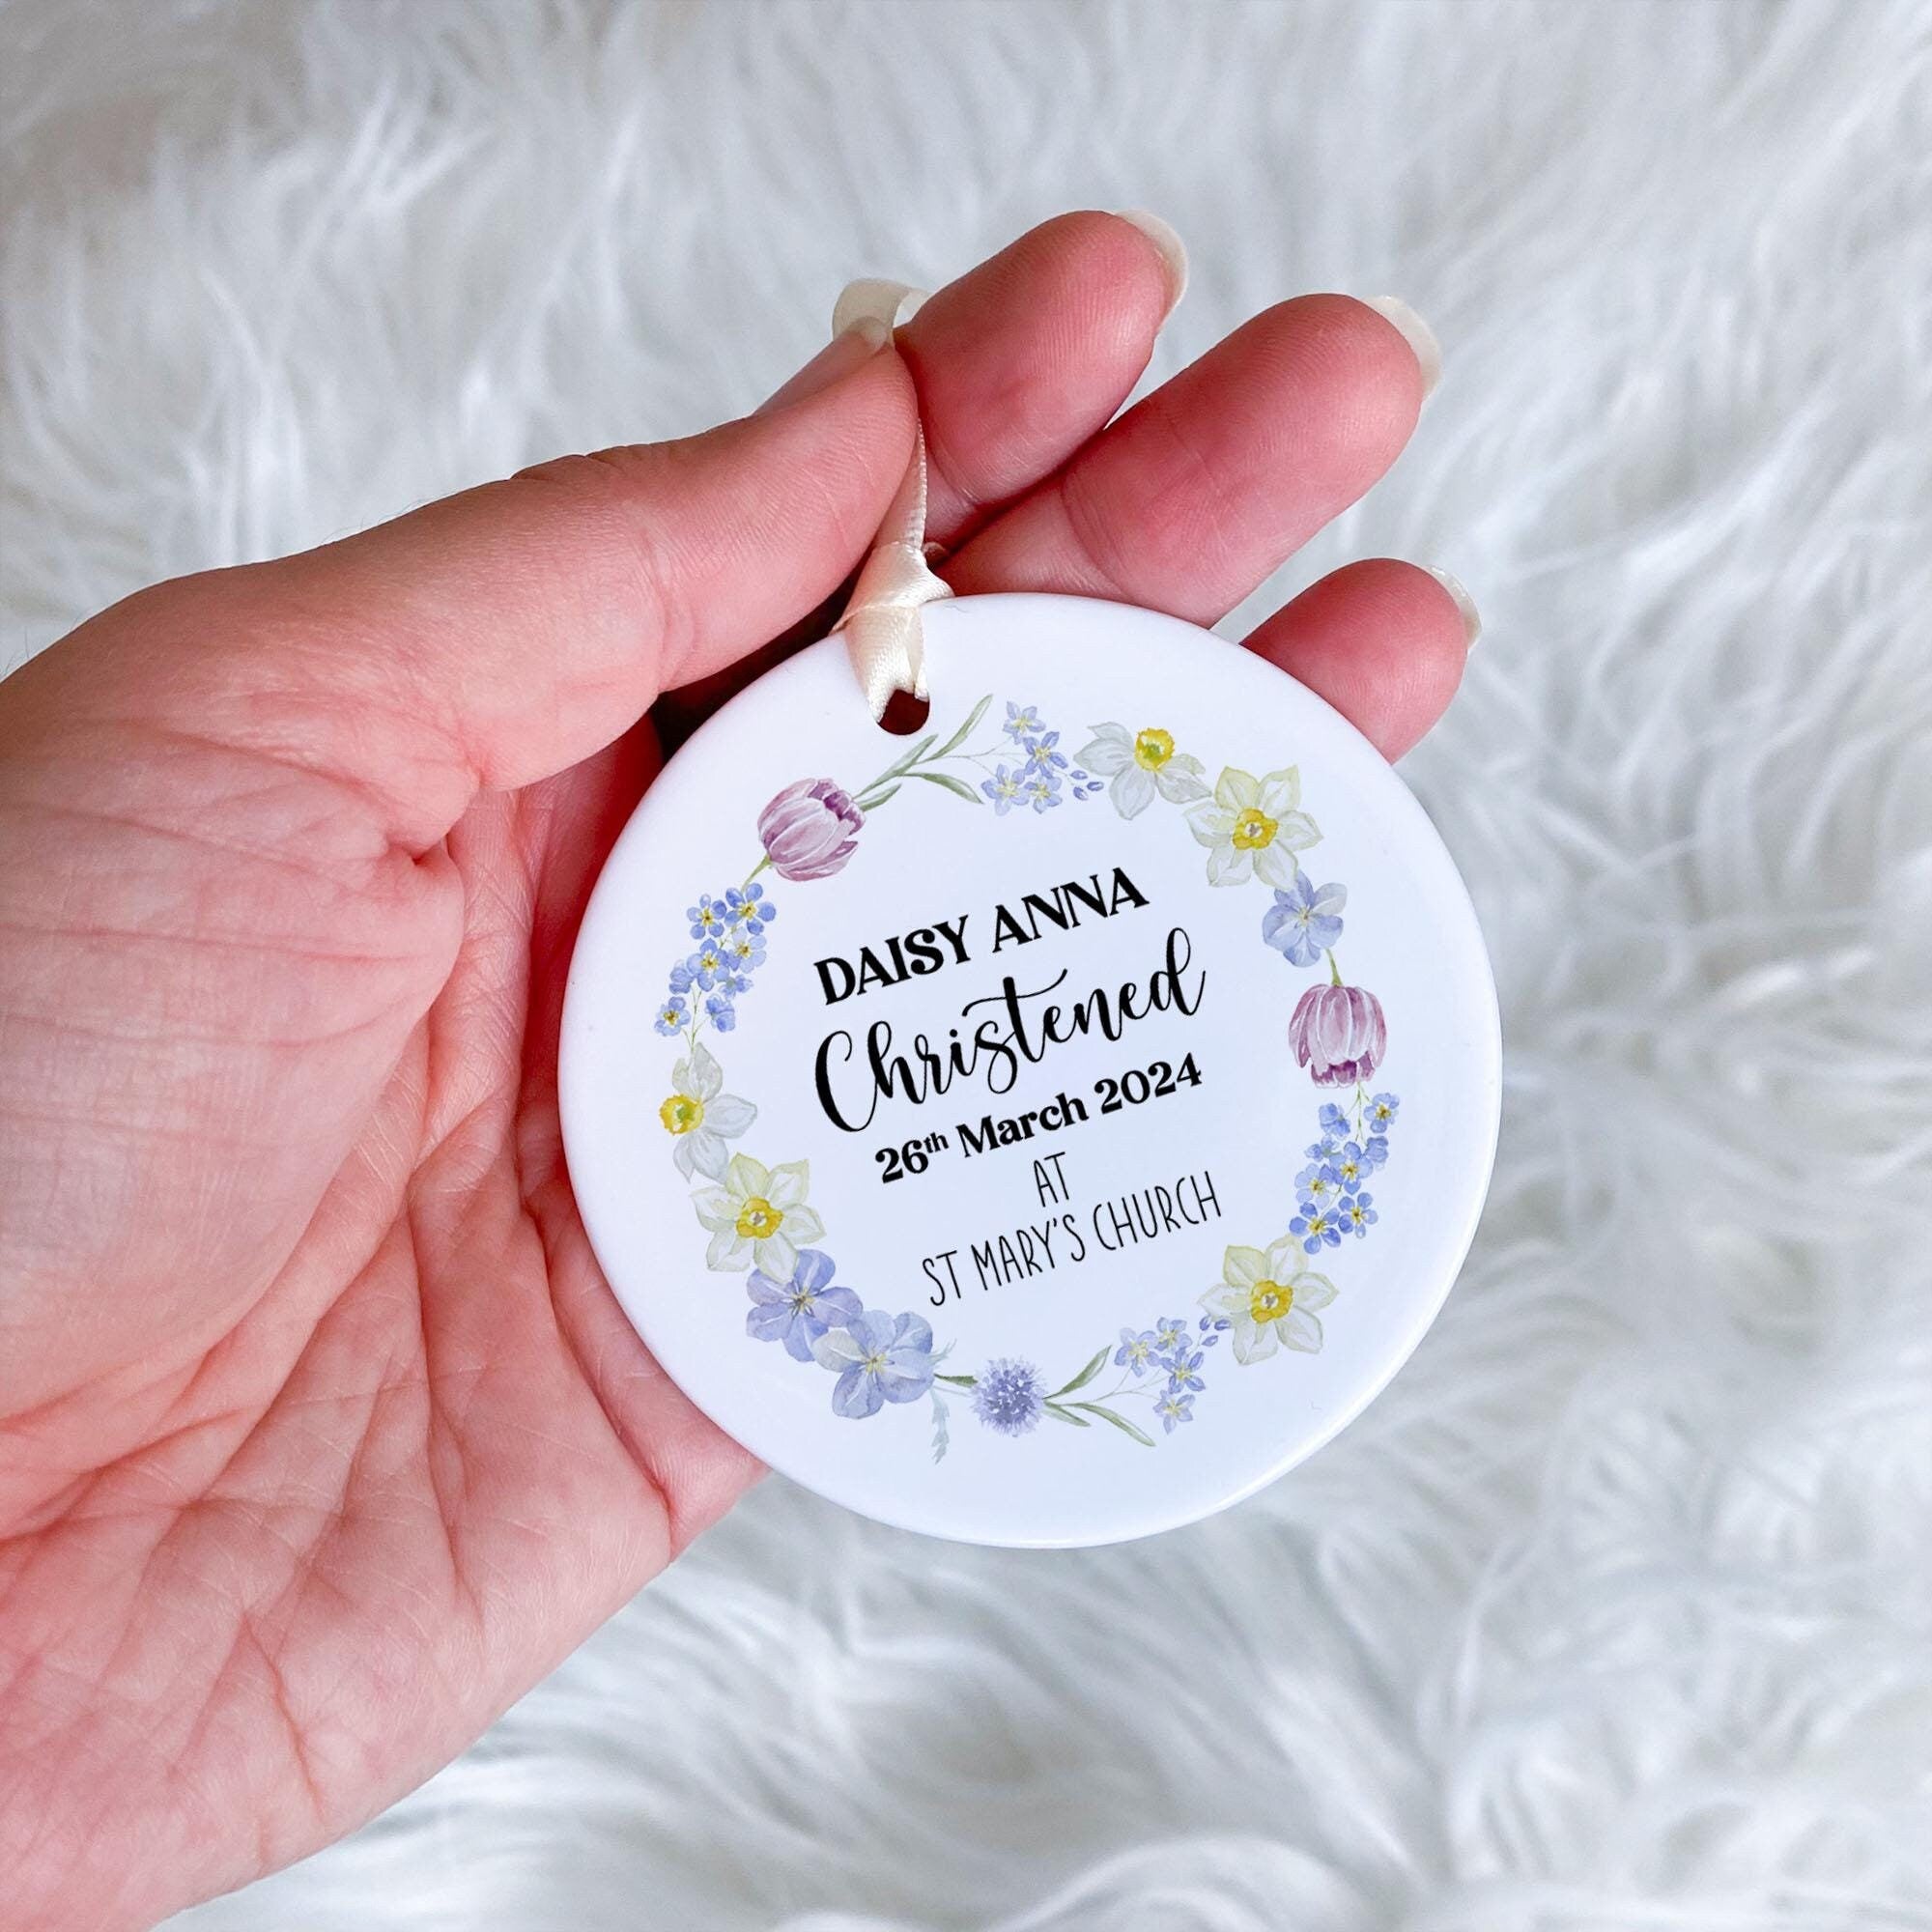 DAISY ANNA
Christened
26th March 2024
AT
ST MARY'S CHURCH